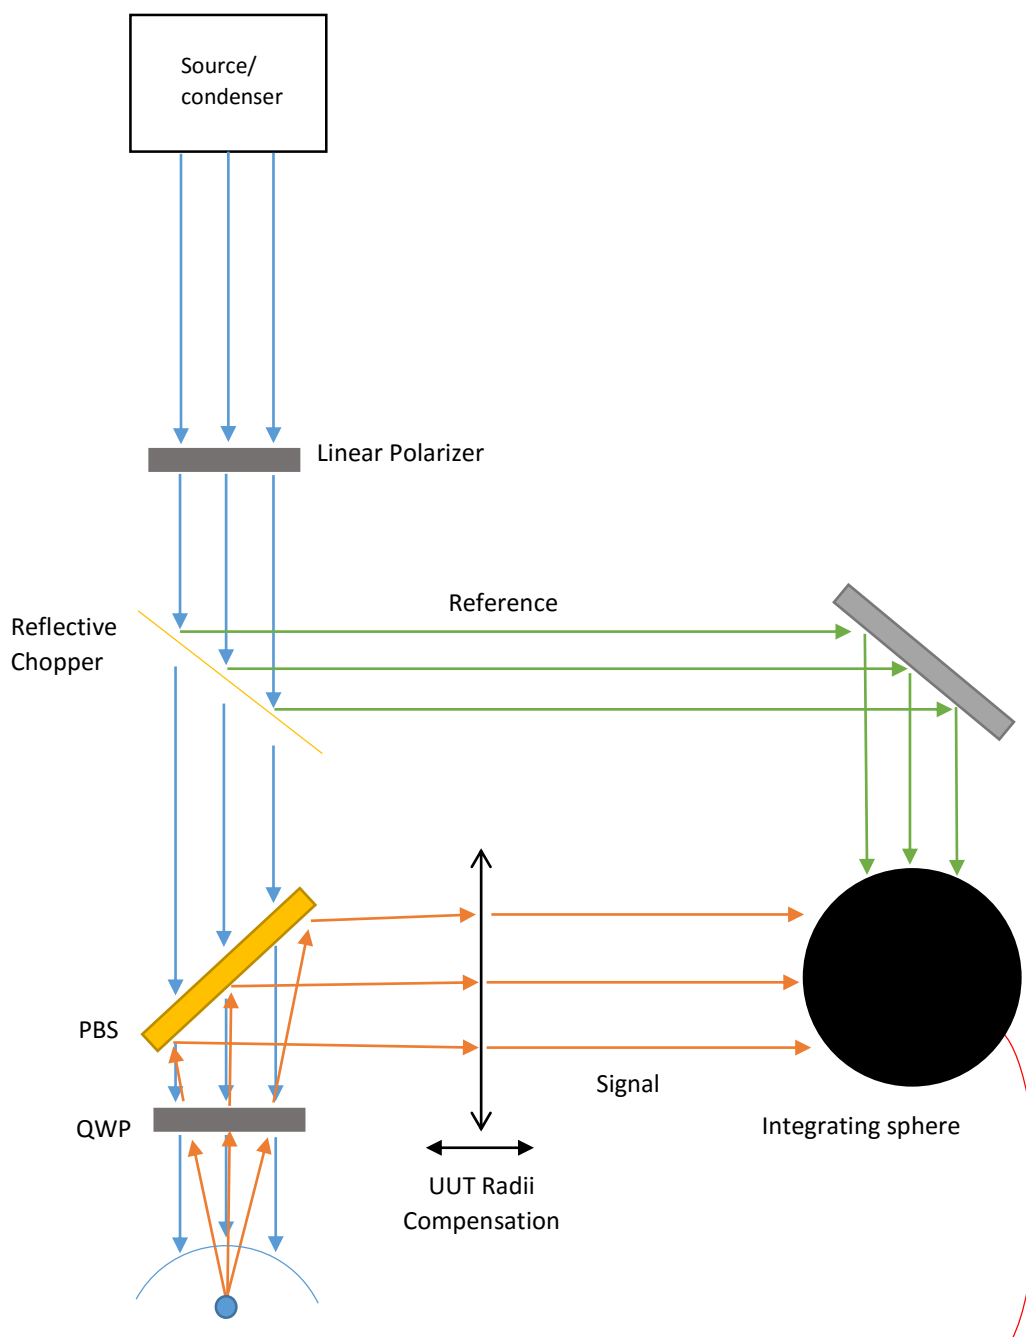 Source/
condenser
Linear Polarizer
Reference
Reflective
Chopper
PBS
Signal
QWP
Integrating sphere
UUT Radii
Compensation